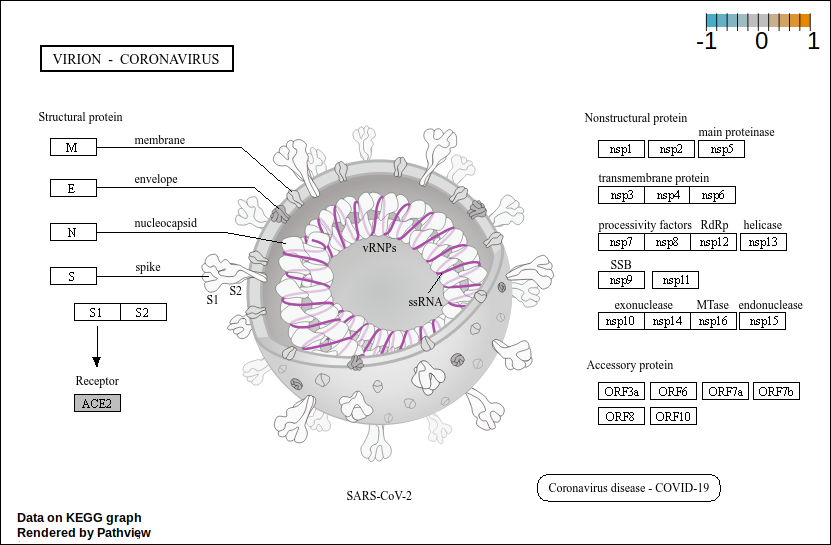 -1 0 1
VIRION - CORONAVIRUS
Structural protein
M
membrane
E
envelope
N
nucleocapsid
S
spike
S1
S2
S1 S2
Receptor
ACE2
vRNPs
ssRNA
SARS-CoV-2
Nonstructural protein
main proteinase
nsp1 nsp2 nsp5
transmembrane protein
nsp3 nsp4 nsp6
processivity factors RdRp helicase
nsp7 nsp8 nsp12 nsp13
SSB
nsp9 nsp11
exonuclease MTase endonuclease
nsp10 nsp14 nsp16 nsp15
Accessory protein
ORF3a ORF6 ORF7a ORF7b
ORF8 ORF10
Coronavirus disease - COVID-19
Data on KEGG graph
Rendered by Pathview